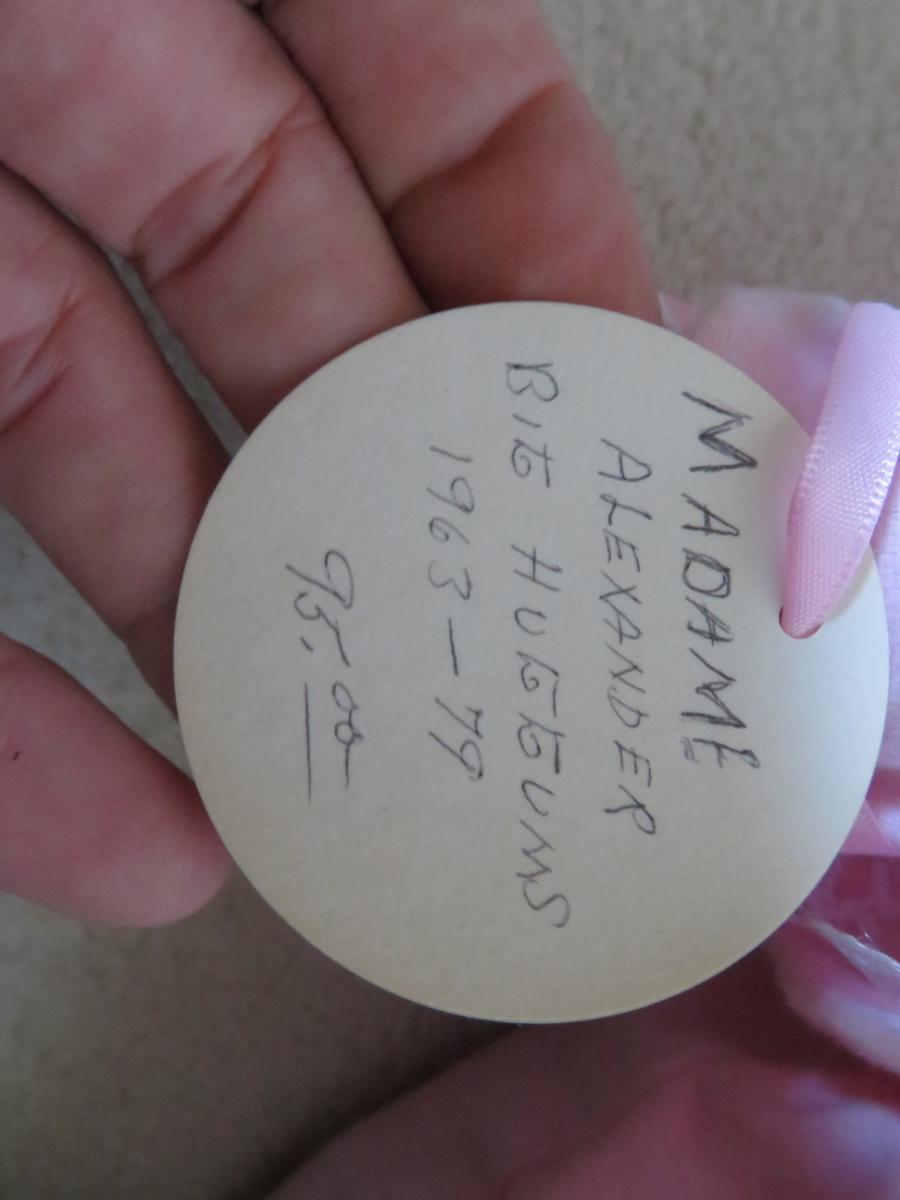 MADAME
ALEXANDER
BIG HUGGUMS
1963-79
95.00